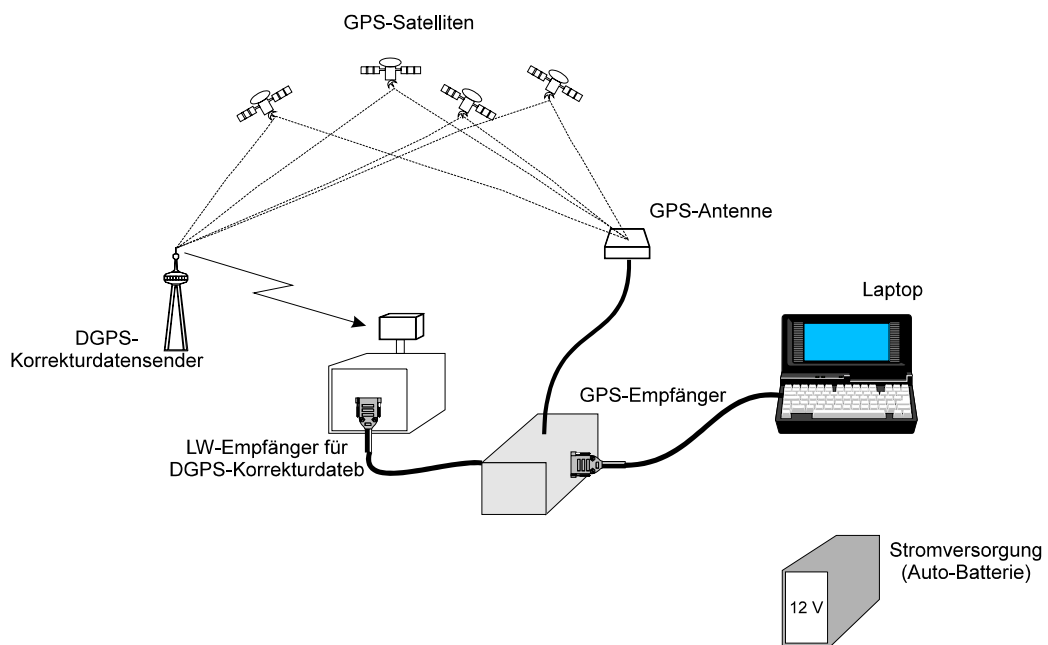 GPS-Satelliten
GPS-Antenne
Laptop
DGPS-
Korrekturdatensender
GPS-Empfänger
LW-Empfänger für
DGPS-Korrekturdateb
Stromversorgung
(Auto-Batterie)
12 V